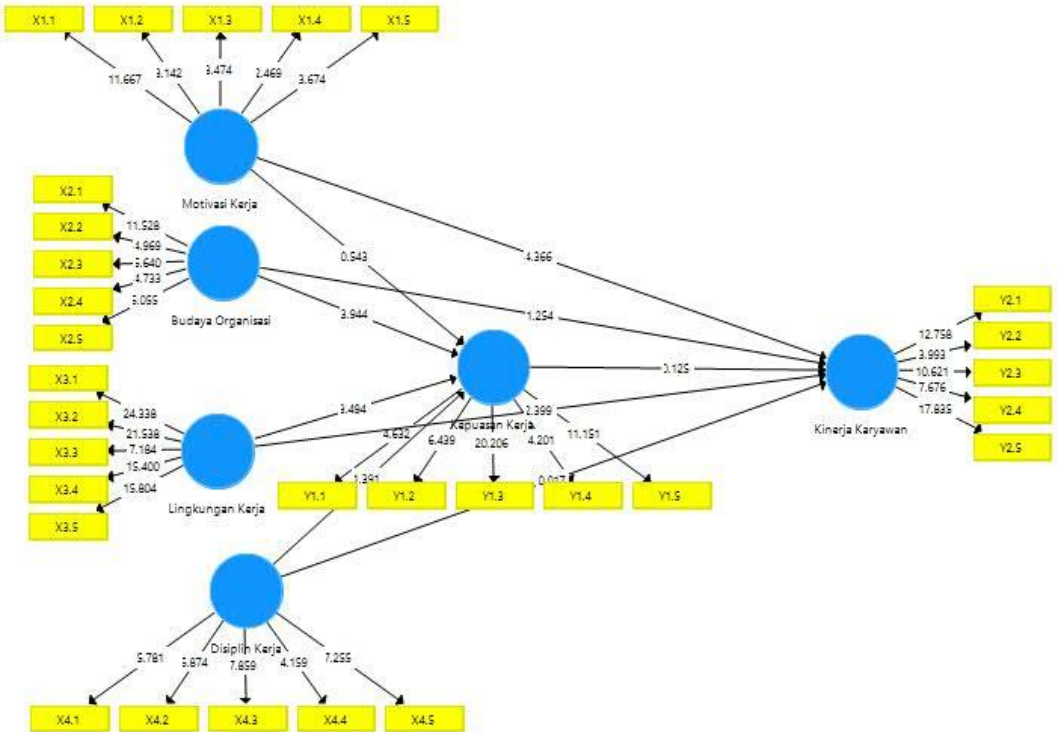 X1.1 X1.2 X1.3 X1.4 X1.5
11.667 3.142 3.474 2.469 3.674
Motivasi Kerja
X2.1
X2.2
X2.3
X2.4
X2.5
11.528
4.969
4.733
Budaya Organisasi
0.543
3.944
4.366
1.254
X3.1
X3.2
X3.3
X3.4
X3.5
24.338
21.538
7.184
15.400
15.804
Lingkungan Kerja
3.494
2.399
0.125
Kepuasan Kerja
4.632 6.439 20.206 4.201 11.151
1.391
Y1.1 Y1.2 Y1.3 Y1.4 Y1.5
Y2.1
Y2.2
Y2.3
Y2.4
Y2.5
12.758
3.993
10.621
7.676
17.835
Kinerja Karyawan
Disiplin Kerja
5.781 7.859 4.159 7.255
X4.1 X4.2 X4.3 X4.4 X4.5